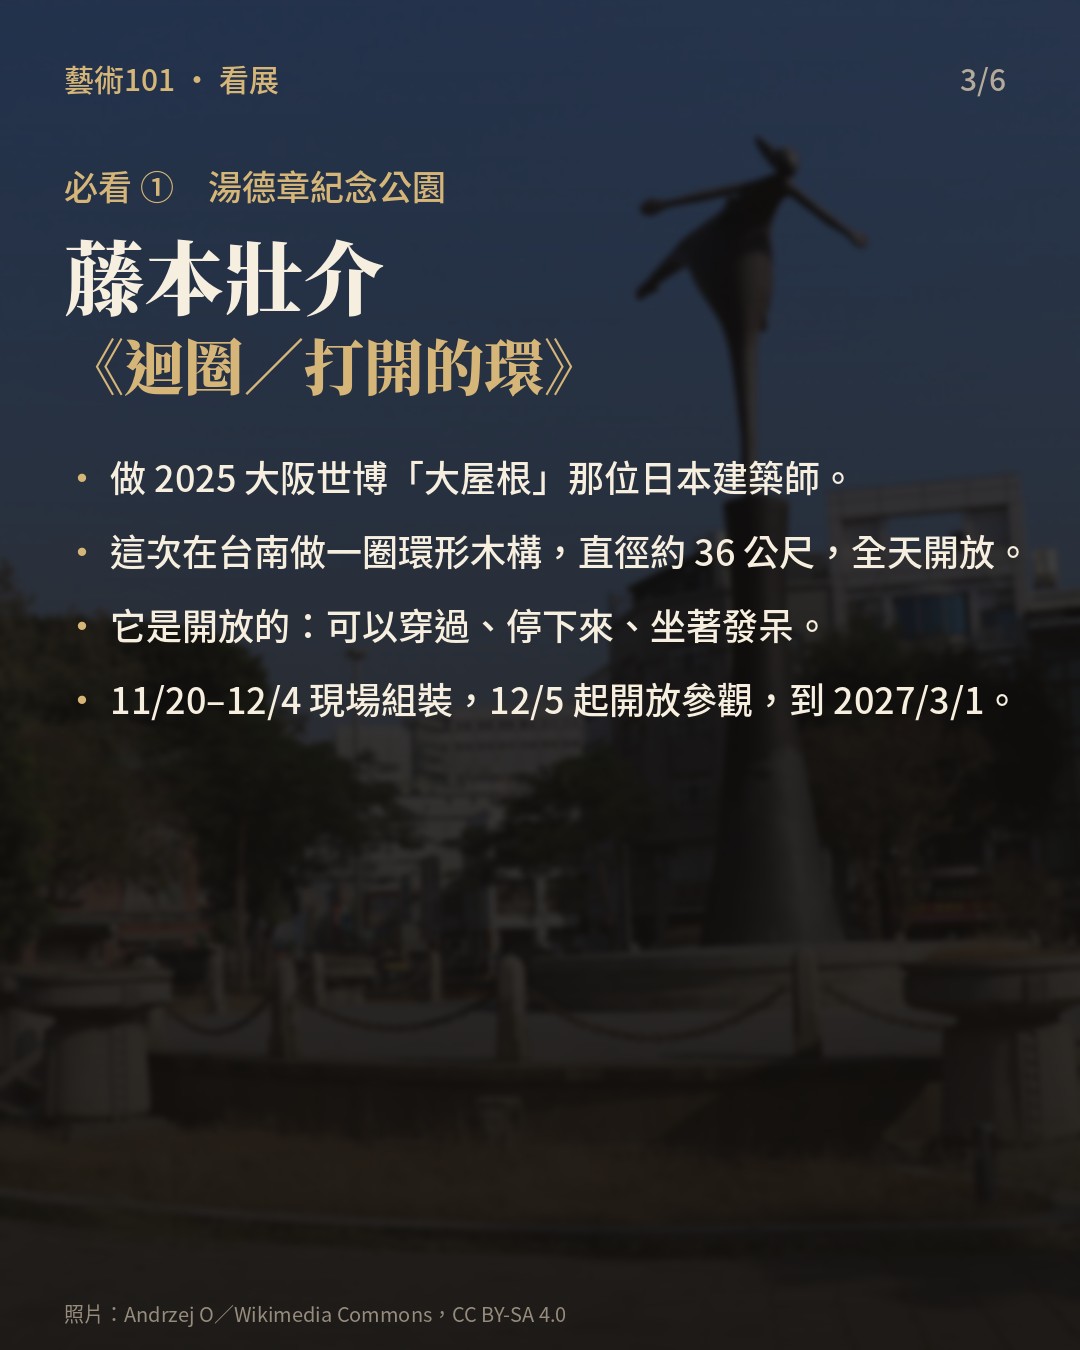 藝術101 · 看展
3/6
必看 ① 湯德章紀念公園
藤本壯介
《迴圈／打開的環》
• 做 2025 大阪世博「大屋根」那位日本建築師。
• 這次在台南做一圈環形木構，直徑約 36 公尺，全天開放。
• 它是開放的：可以穿過、停下來、坐著發呆。
• 11/20–12/4 現場組裝，12/5 起開放參觀，到 2027/3/1。
照片：Andrzej O／Wikimedia Commons，CC BY-SA 4.0